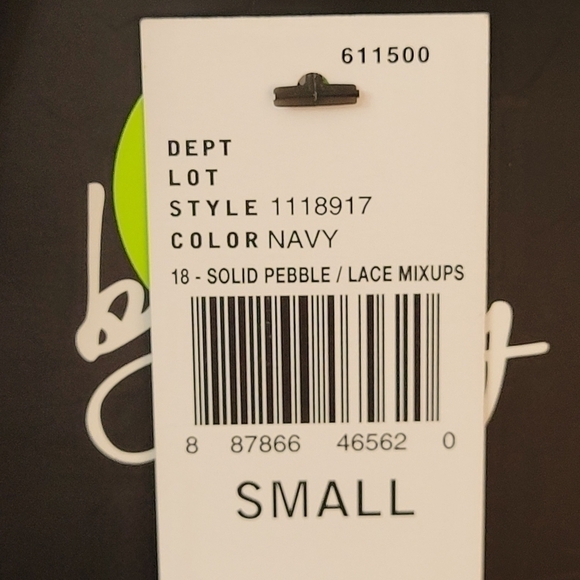 611500
DEPT
LOT
STYLE 1118917
COLOR NAVY
18 - SOLID PEBBLE / LACE MIXUPS
8 87866 46562 0
SMALL